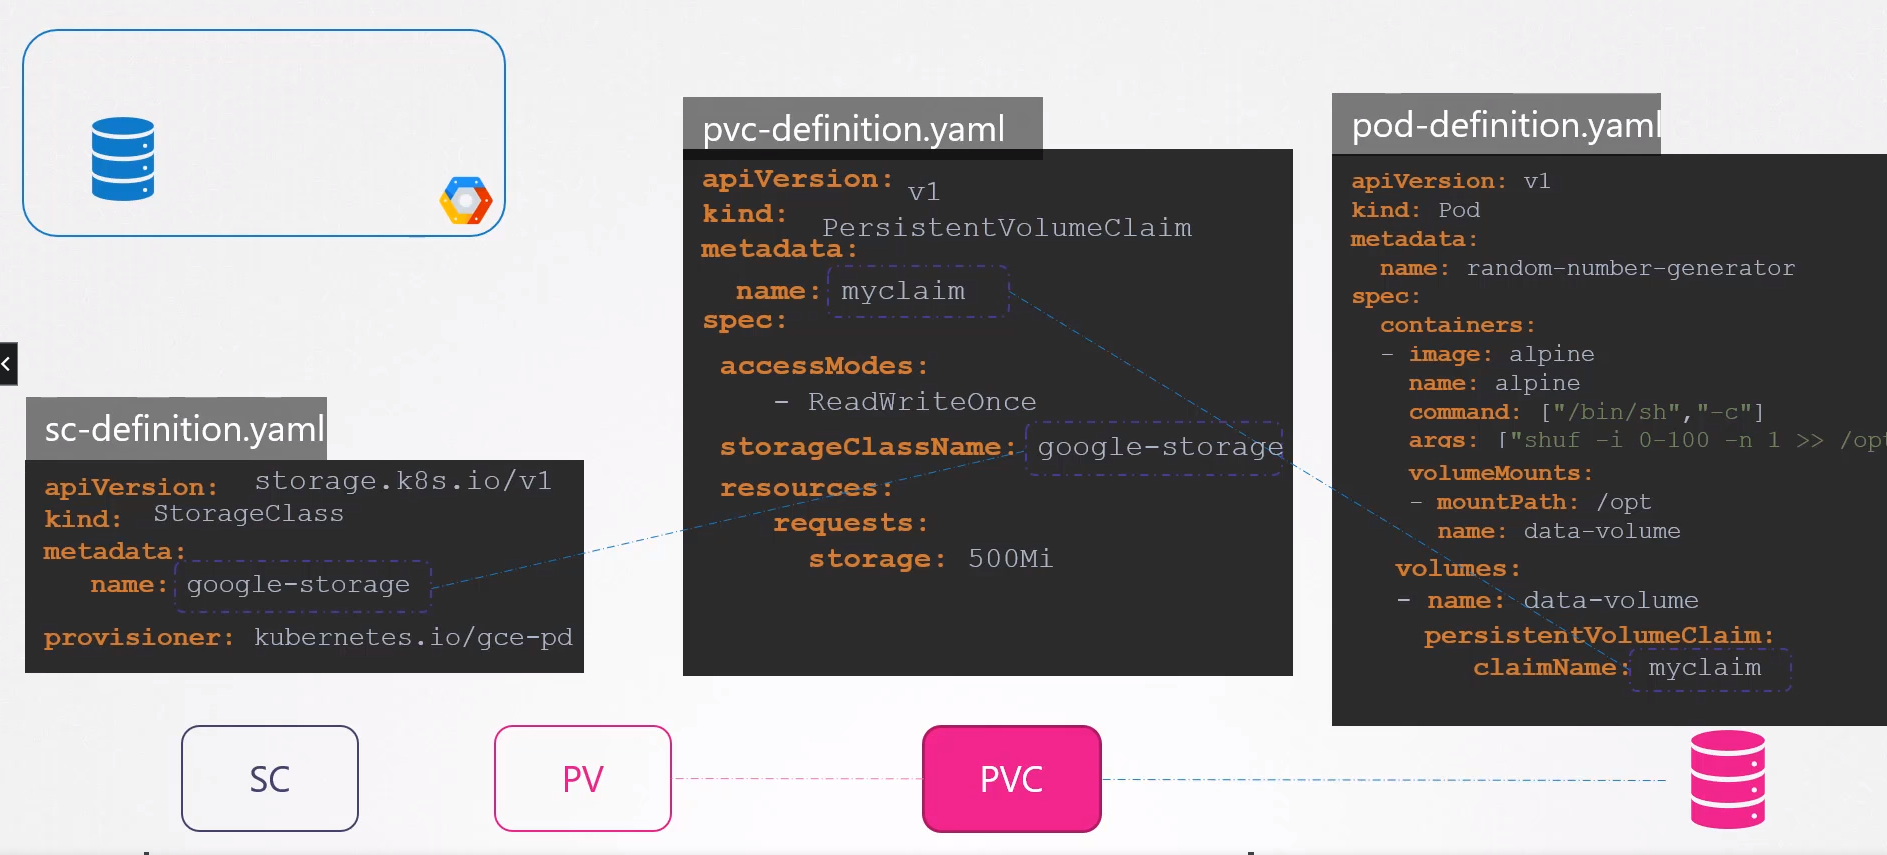 sc-definition.yaml
apiVersion: storage.k8s.io/v1
kind: StorageClass
metadata:
name: google-storage
provisioner: kubernetes.io/gce-pd
pvc-definition.yaml
apiVersion: v1
kind: PersistentVolumeClaim
metadata:
name: myclaim
spec:
accessModes:
- ReadWriteOnce
storageClassName: google-storage
resources:
requests:
storage: 500Mi
pod-definition.yaml
apiVersion: v1
kind: Pod
metadata:
name: random-number-generator
spec:
containers:
- image: alpine
name: alpine
command: ["/bin/sh","-c"]
args: ["shuf -i 0-100 -n 1 >> /opt
volumeMounts:
- mountPath: /opt
name: data-volume
volumes:
- name: data-volume
persistentVolumeClaim:
claimName: myclaim
SC
PV
PVC